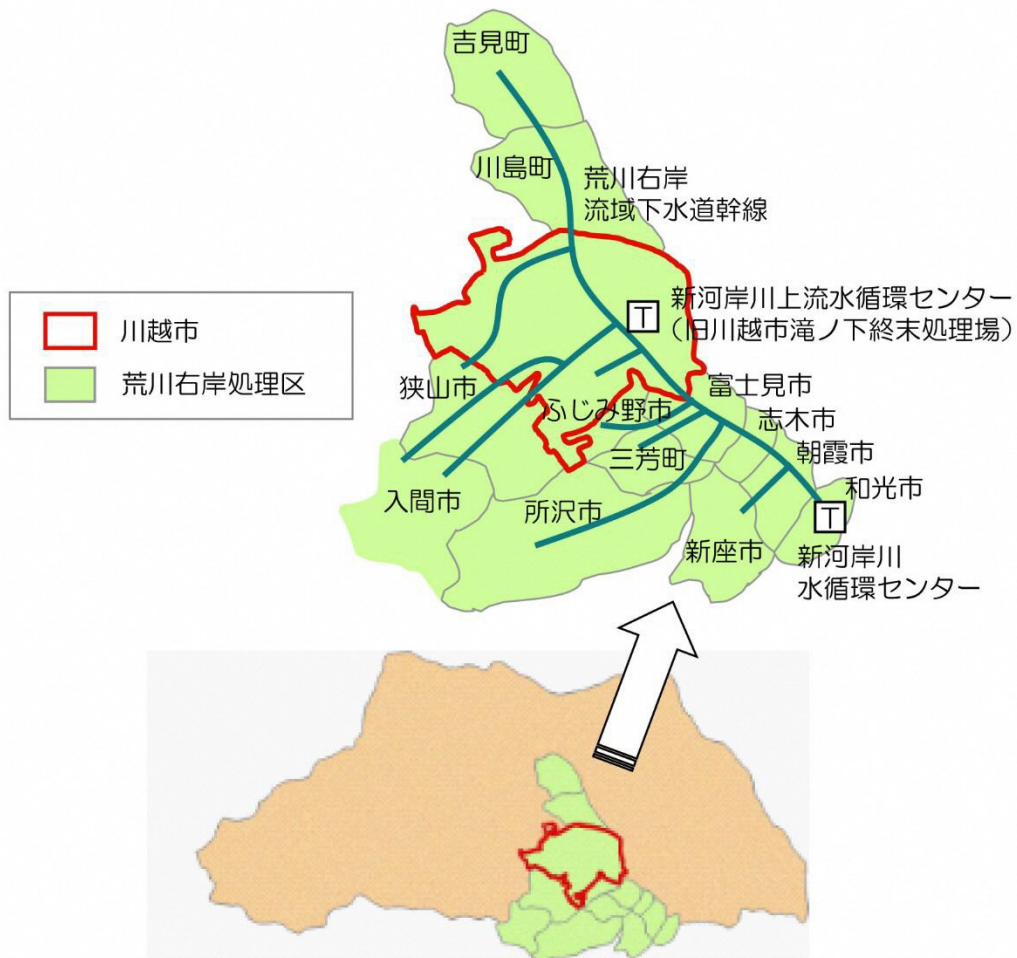 吉見町
川島町
荒川右岸
流域下水道幹線
新河岸川上流水循環センター
（旧川越市滝ノ下終末処理場）
T
川越市
荒川右岸処理区
狭山市
ふじみ野市
富士見市
志木市
三芳町
朝霞市
和光市
入間市
所沢市
新座市
T
新河岸川
水循環センター